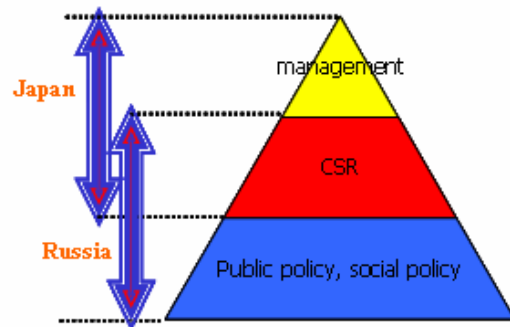 management
Japan
CSR
Russia
Public policy, social policy